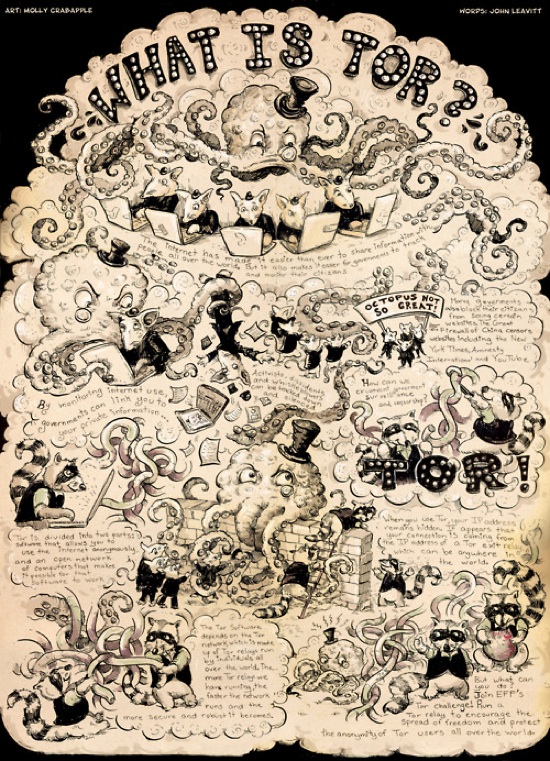 ART: MOLLY CRABAPPLE
WORDS: JOHN LEAVITT
WHAT IS TOR?
The internet has made it easier than ever to share information with
people all over the world. But it also makes it easier for governments to track
and monitor their citizens
OCTOPUS NOT
SO GREAT!
Many governments
also block their citizens
from seeing certain
websites. The Great
Firewall of China censors
websites including the New
York Times, Amnesty
International and YouTube
By monitoring internet use,
governments can link you to
your private information.
Activists, dissidents
and whistleblowers
can be tracked down
and silenced
How can we
circumvent government
surveillance
and censorship?
TOR!
Tor is divided into two parts:
software that allows you to
use the Internet anonymously,
and an open network
of computers that makes
it possible for that
software to work
When you use Tor, your IP address
remains hidden. It appears that
your connection is coming from
the IP address of a Tor exit relay
which can be anywhere in
the world.
The Tor Software
depends on the Tor
network, which is made
up of Tor relays run
by individuals all
over the world. The
more Tor relays we
have running, the
faster the network
runs and the
more secure and robust it becomes.
But what can
you do?
Join EFF's
Tor challenge! Run a
Tor relay to encourage the
spread of freedom and protect
the anonymity of Tor users all over the world.